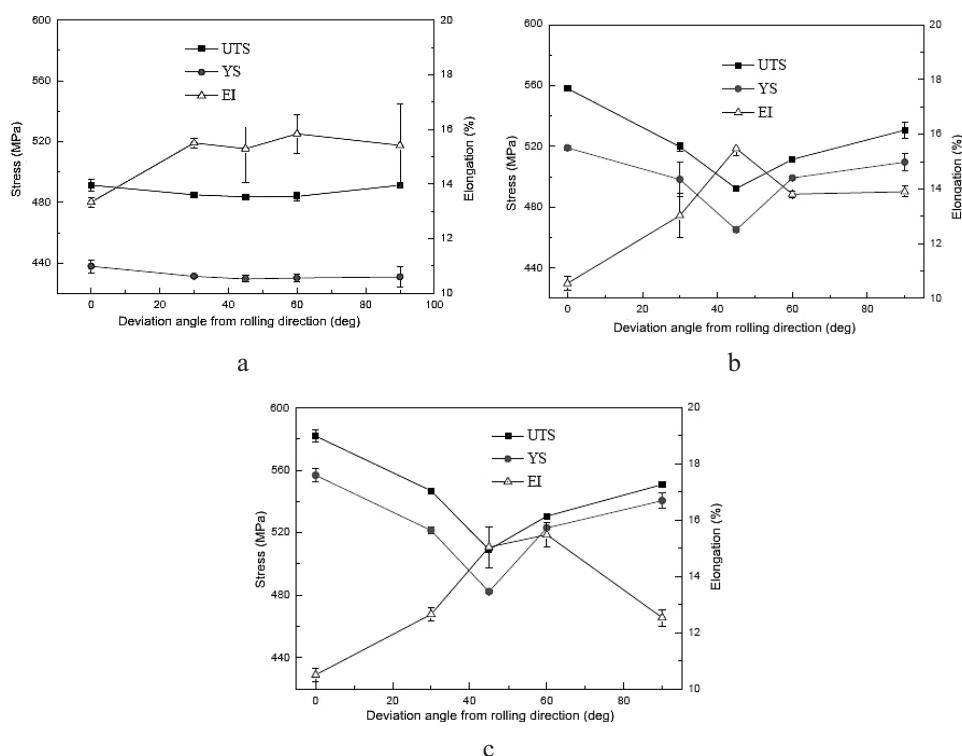 600
560
520
480
440
Stress (MPa)
UTS
YS
EI
20
18
16
14
12
10
Elongation (%)
0 20 40 60 80 100
Deviation angle from rolling direction (deg)
a
600
560
520
480
440
Stress (MPa)
UTS
YS
EI
20
18
16
14
12
10
Elongation (%)
0 20 40 60 80
Deviation angle from rolling direction (deg)
b
600
560
520
480
440
Stress (MPa)
UTS
YS
EI
20
18
16
14
12
10
Elongation (%)
0 20 40 60 80
Deviation angle from rolling direction (deg)
c